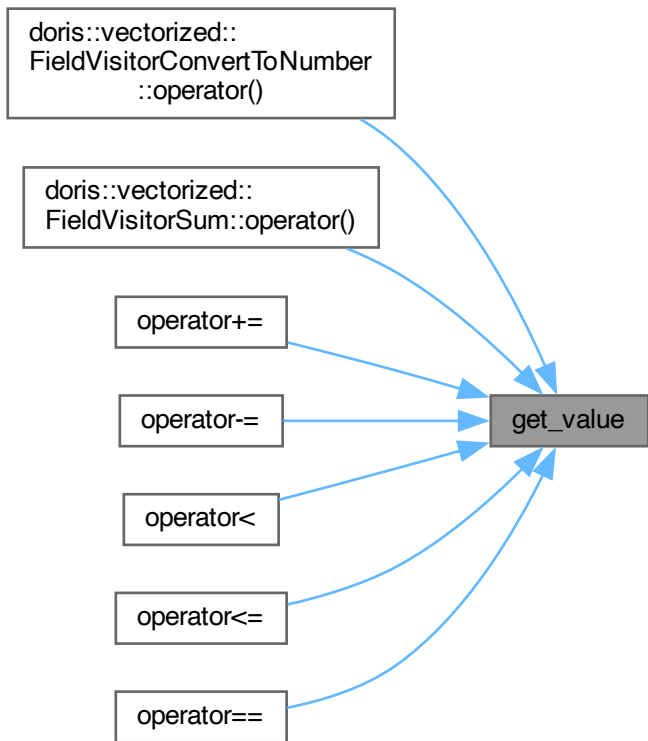 doris::vectorized::
FieldVisitorConvertToNumber
::operator()
doris::vectorized::
FieldVisitorSum::operator()
operator+=
operator-=
get_value
operator<
operator<=
operator==